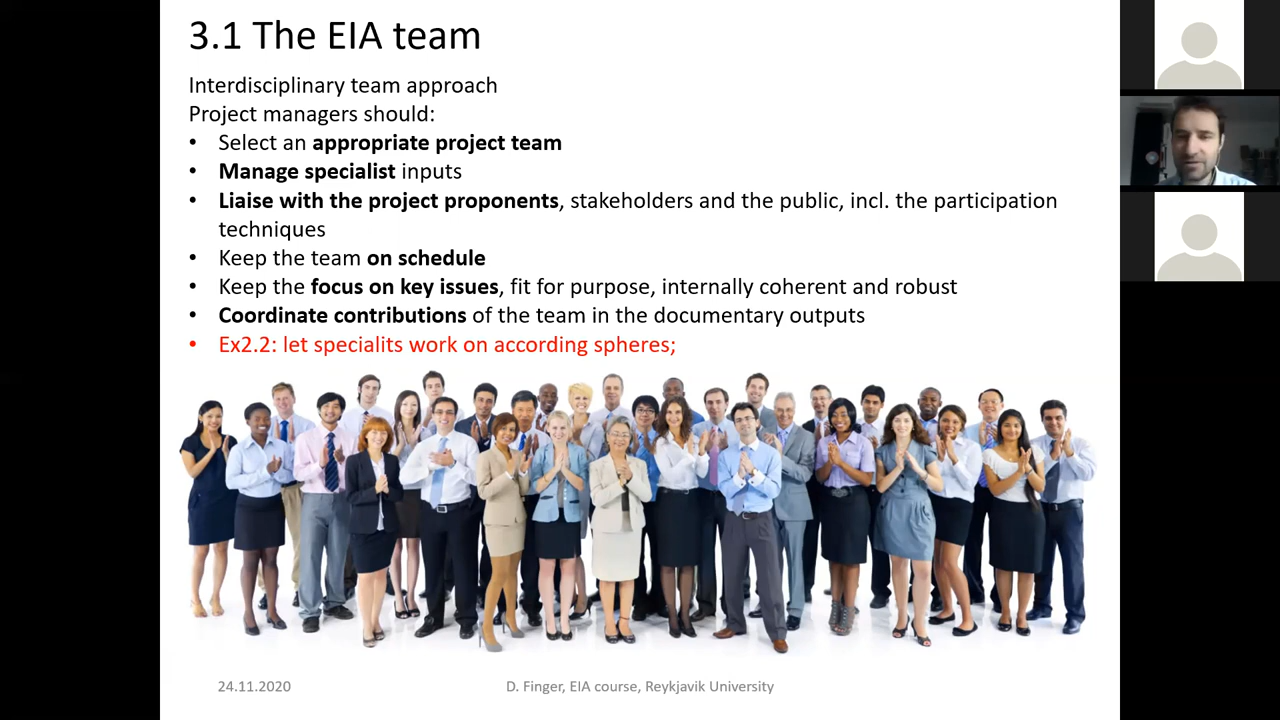 3.1 The EIA team
Interdisciplinary team approach
Project managers should:
• Select an appropriate project team
• Manage specialist inputs
• Liaise with the project proponents, stakeholders and the public, incl. the participation
techniques
• Keep the team on schedule
• Keep the focus on key issues, fit for purpose, internally coherent and robust
• Coordinate contributions of the team in the documentary outputs
• Ex2.2: let specialits work on according spheres;
24.11.2020
D. Finger, EIA course, Reykjavik University